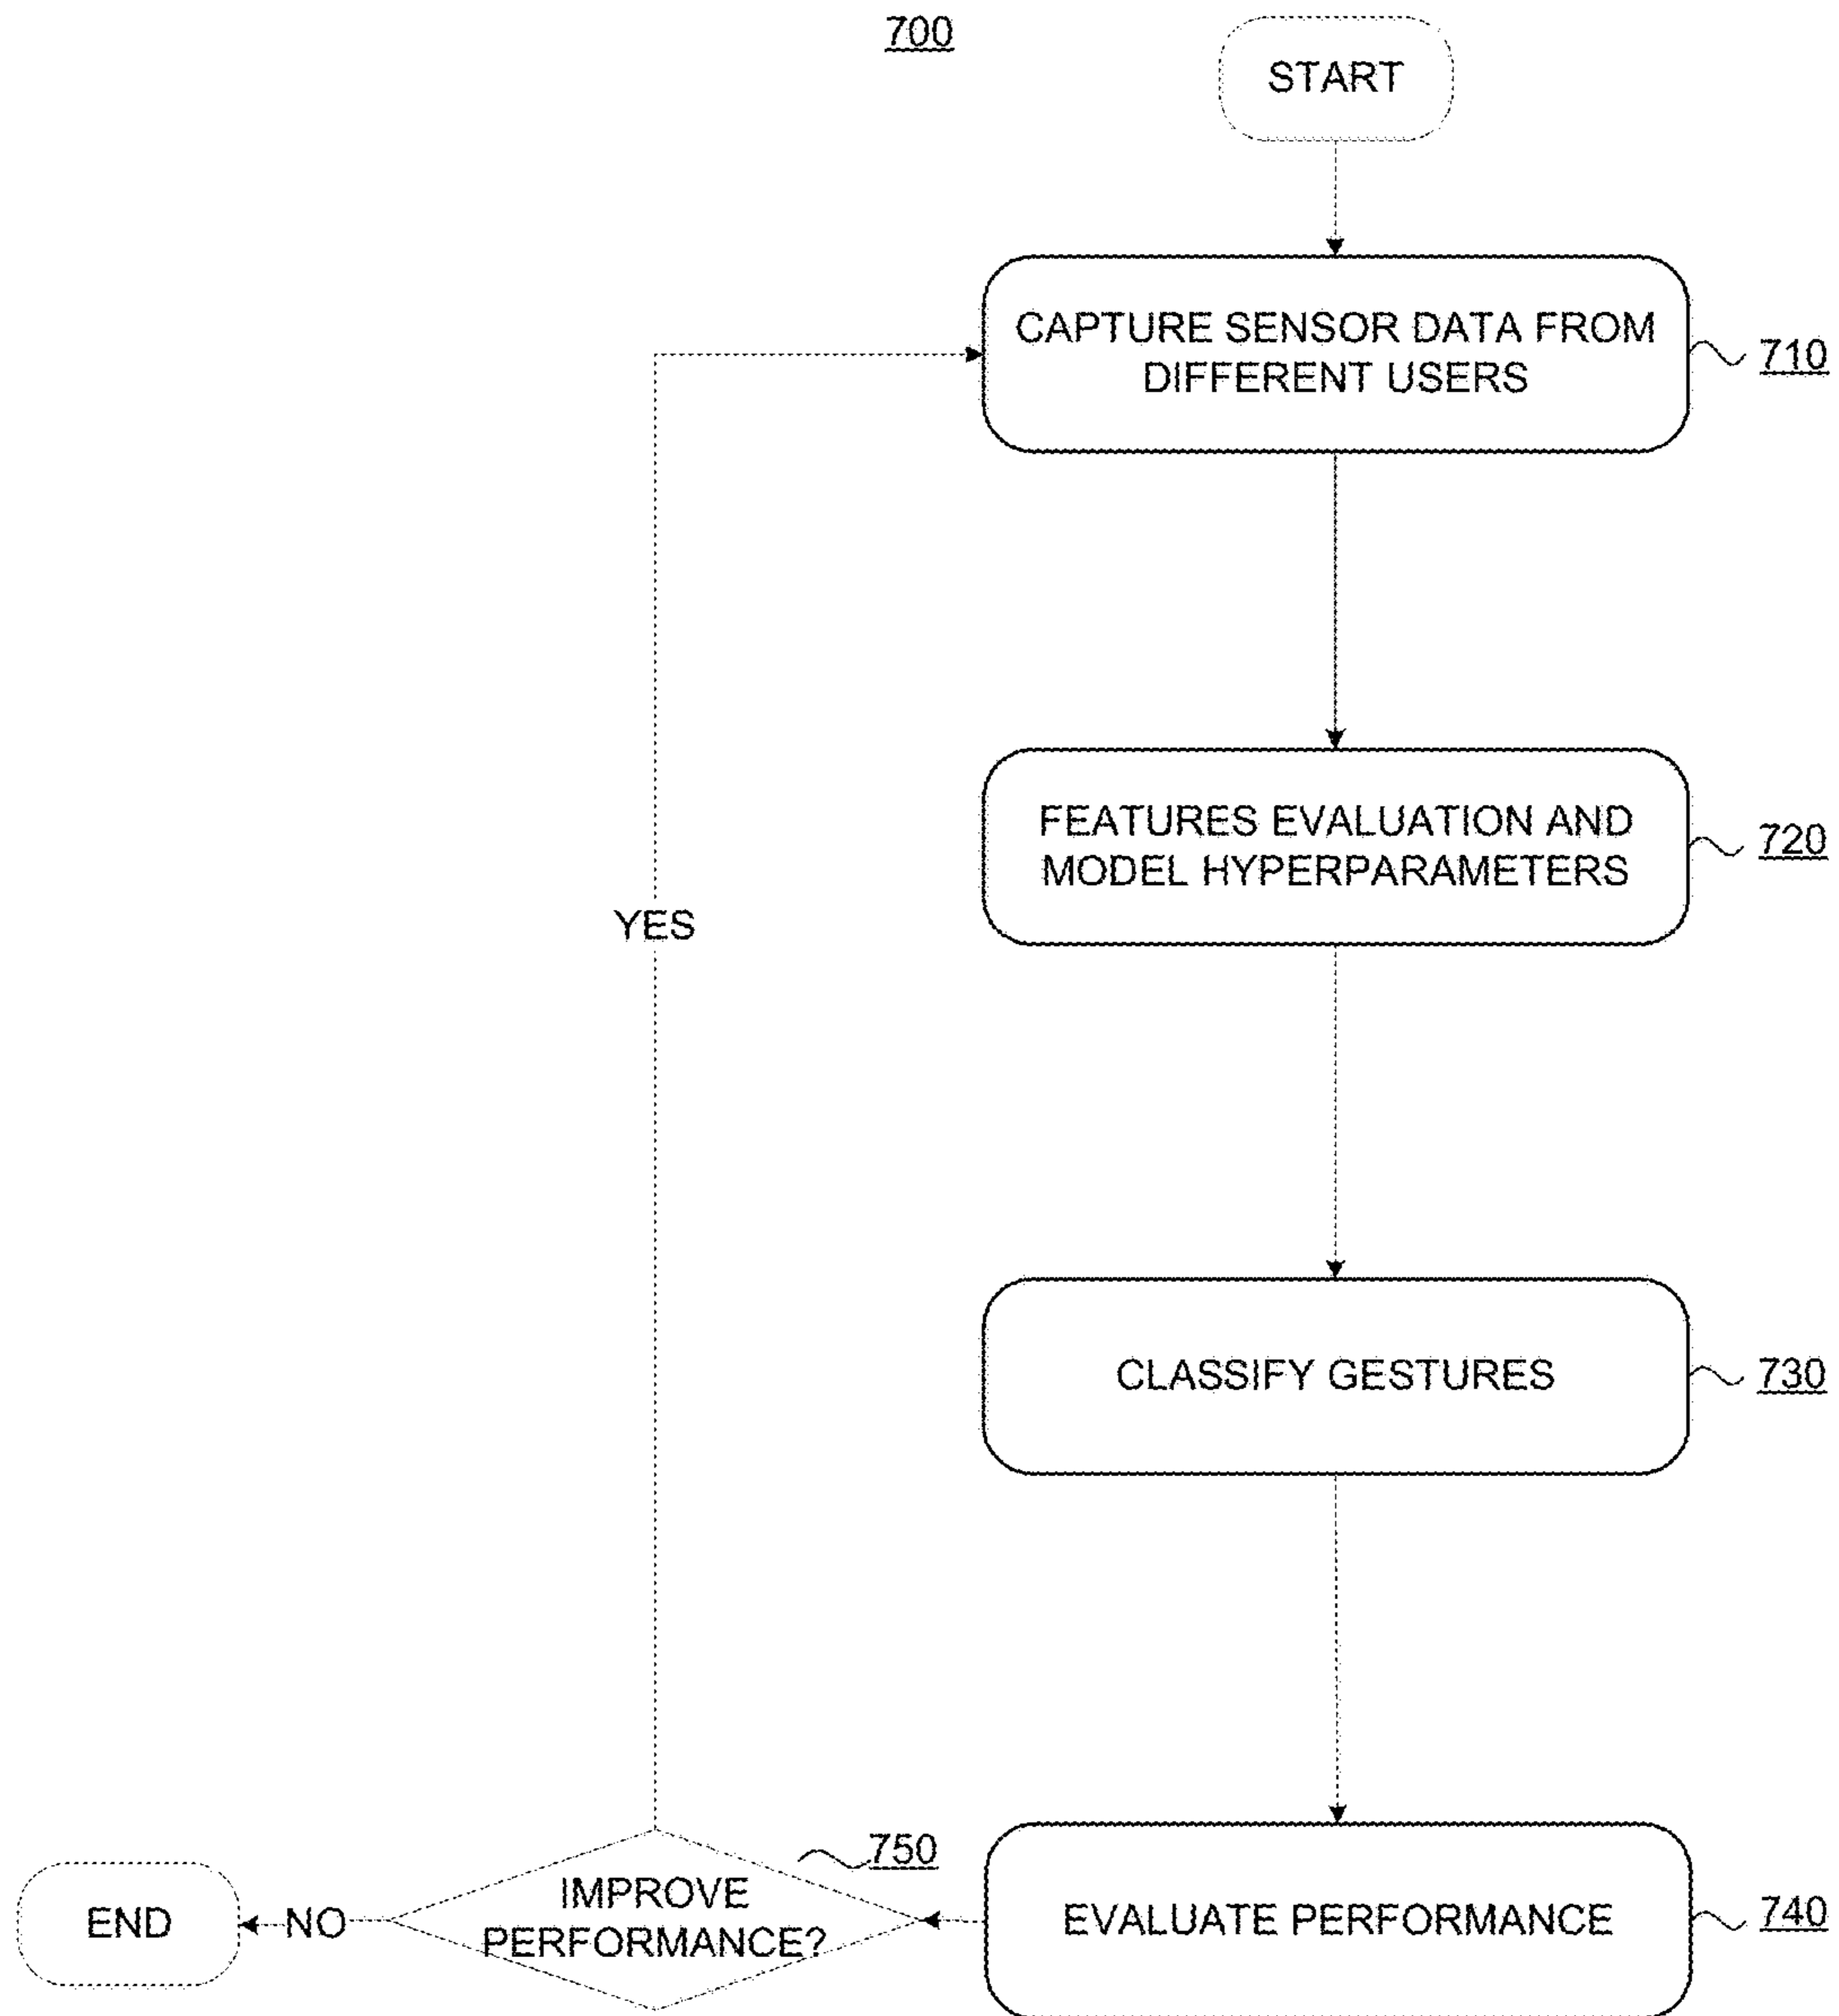 700
START
CAPTURE SENSOR DATA FROM
DIFFERENT USERS
710
FEATURES EVALUATION AND
MODEL HYPERPARAMETERS
720
YES
CLASSIFY GESTURES
730
EVALUATE PERFORMANCE
740
750
IMPROVE
PERFORMANCE?
NO
END